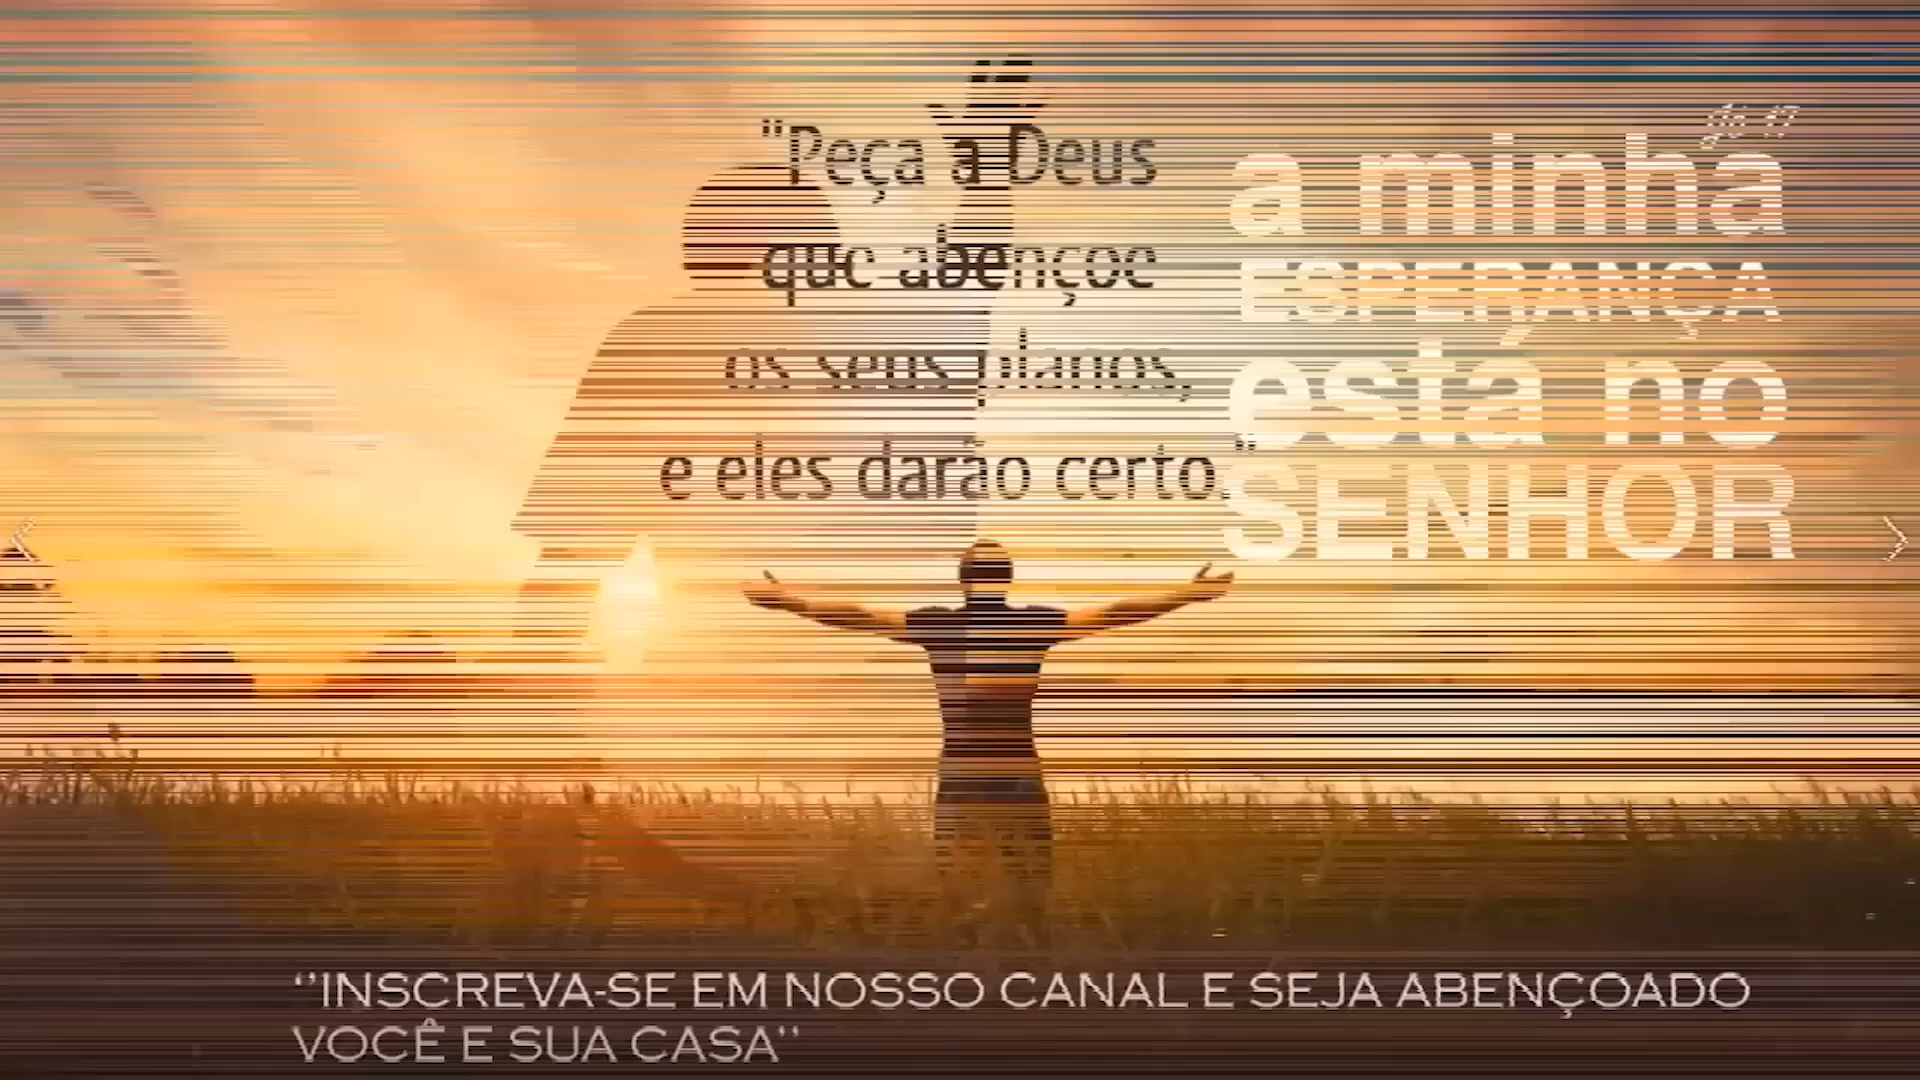 "Peça a Deus
que abençoe
os seus planos,
e eles darão certo."
a minha
ESPERANÇA
está no
SENHOR
‘’INSCREVA-SE EM NOSSO CANAL E SEJA ABENÇOADO
VOCÊ E SUA CASA’’